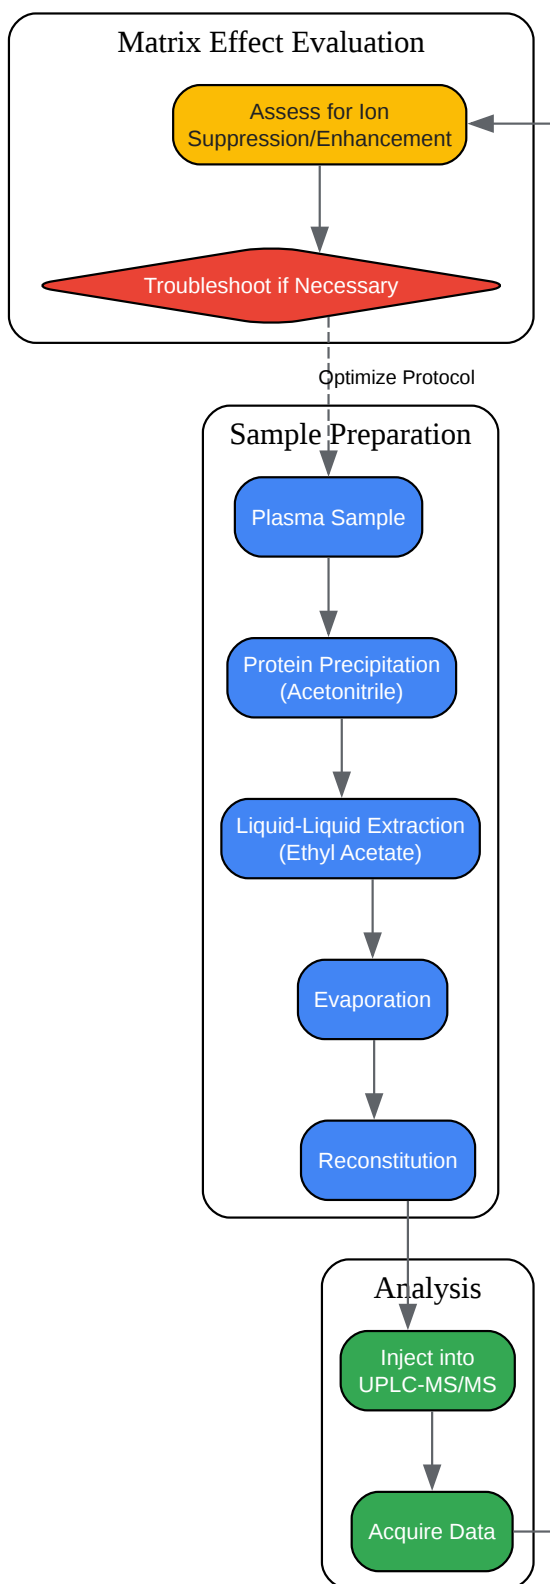 Matrix Effect Evaluation
Assess for Ion
Suppression/Enhancement
Troubleshoot if Necessary
Optimize Protocol
Sample Preparation
Plasma Sample
Protein Precipitation
(Acetonitrile)
Liquid-Liquid Extraction
(Ethyl Acetate)
Evaporation
Reconstitution
Analysis
Inject into
UPLC-MS/MS
Acquire Data